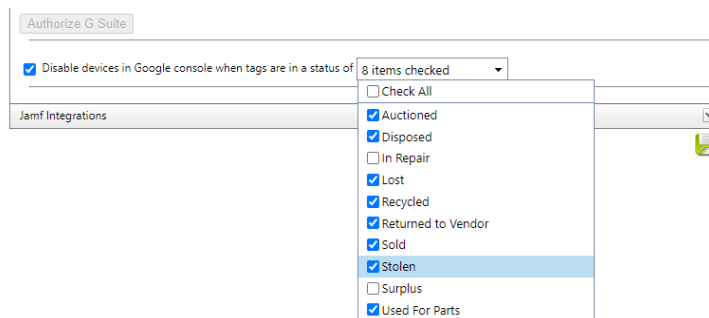 Authorize G Suite
Disable devices in Google console when tags are in a status of 8 items checked
Check All
Jamf Integrations
Auctioned
Disposed
In Repair
Lost
Recycled
Returned to Vendor
Sold
Stolen
Surplus
Used For Parts